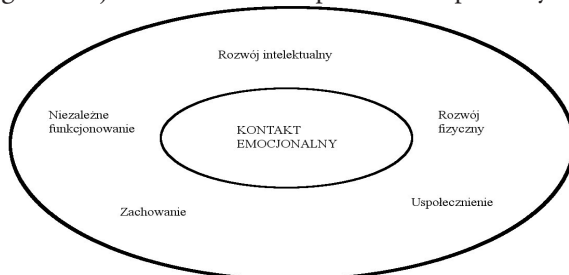 Rozwój intelektualny
Niezależne
funkcjonowanie
KONTAKT
EMOCJONALNY
Rozwój
fizyczny
Zachowanie
Uspołecznienie